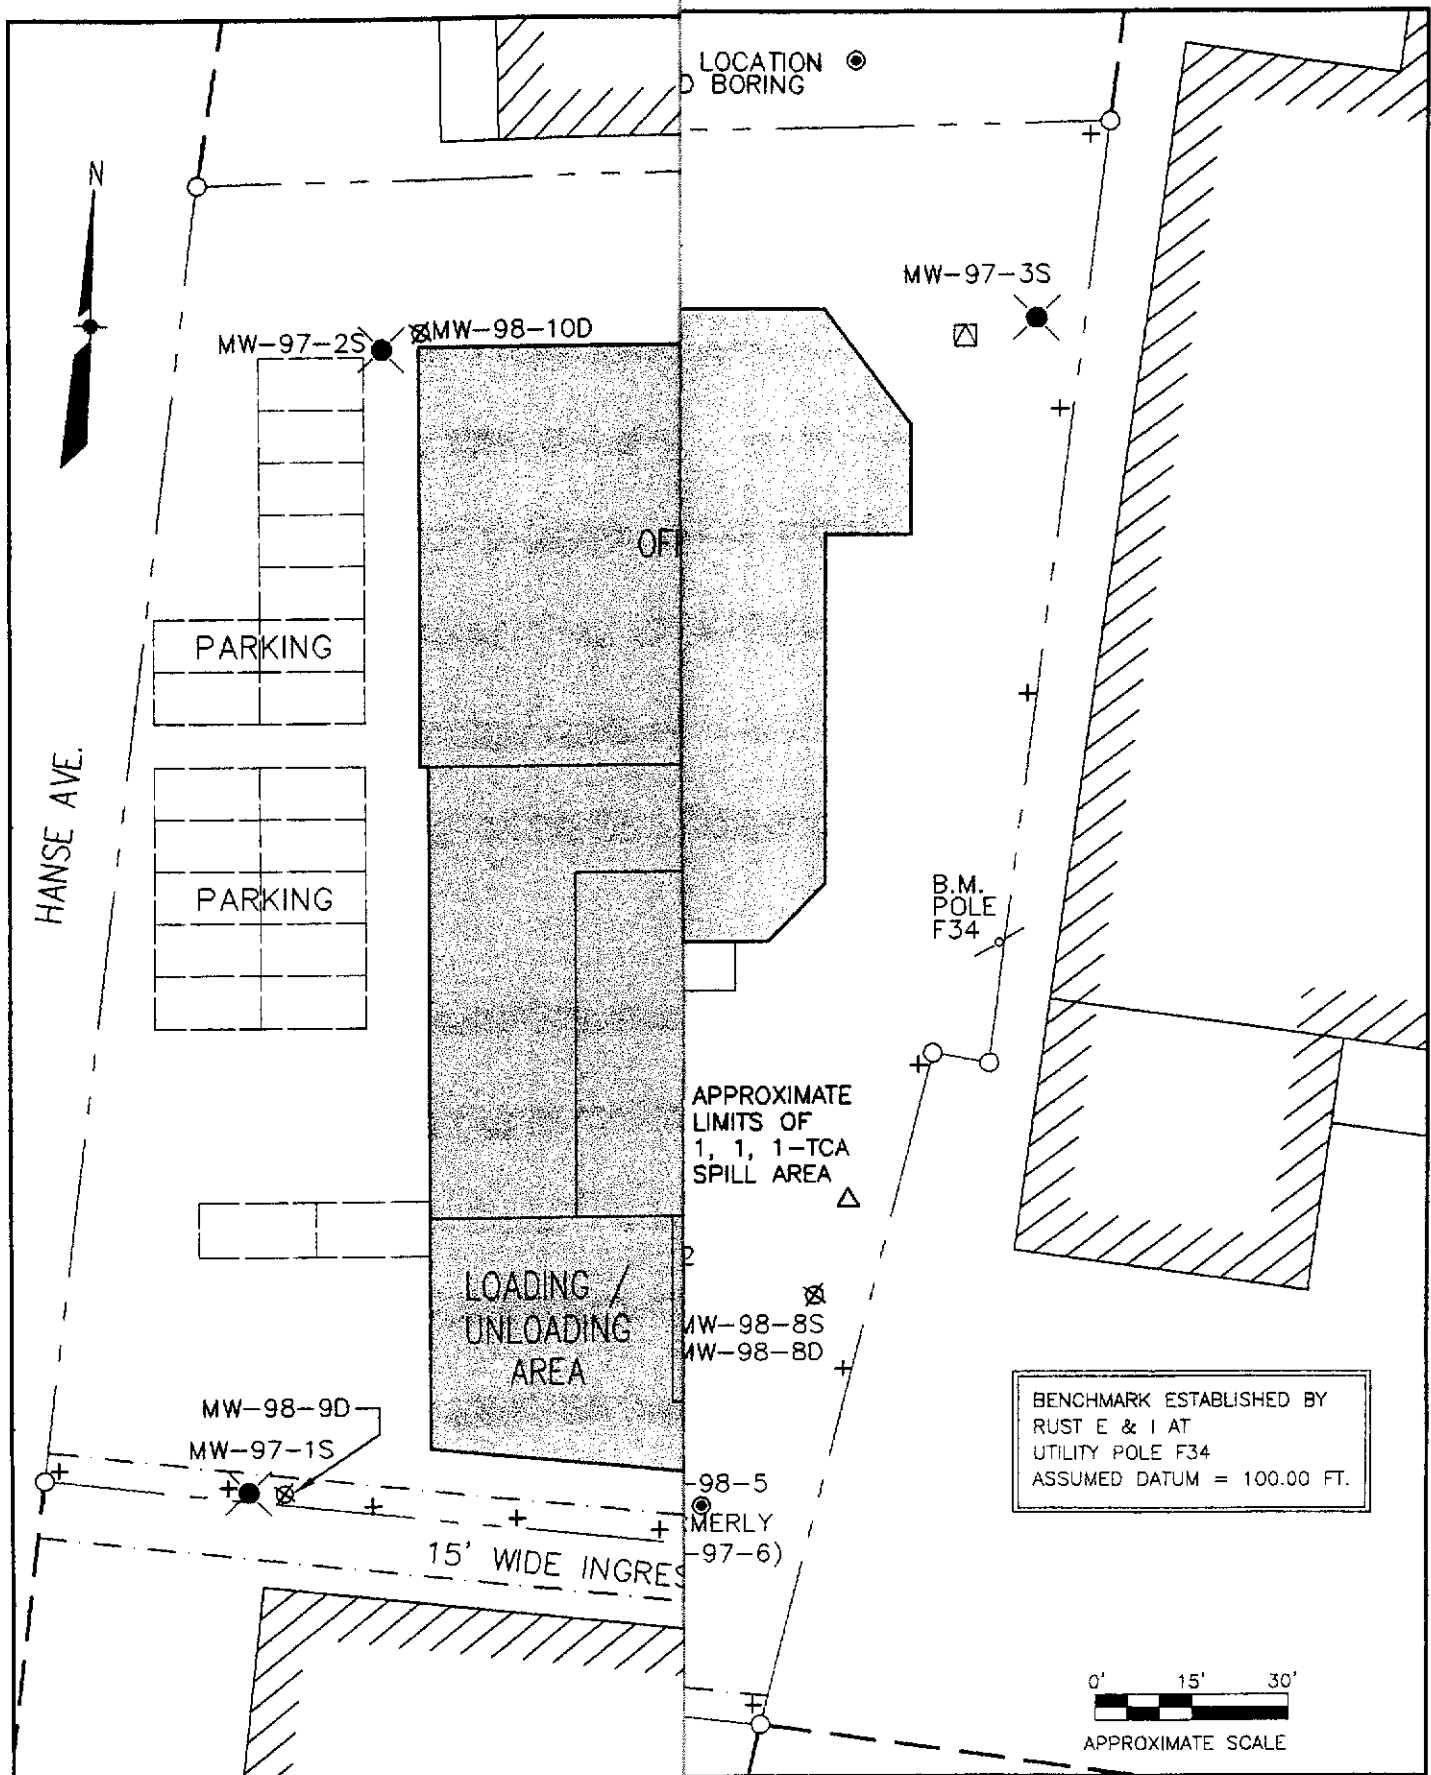 LOCATION
BORING
N
MW-97-3S
MW-97-2S
MW-98-10D
PARKING
HANSE AVE.
PARKING
B.M.
POLE
F34
APPROXIMATE
LIMITS OF
1, 1, 1-TCA
SPILL AREA
LOADING /
UNLOADING
AREA
MW-98-8S
MW-98-8D
BENCHMARK ESTABLISHED BY
RUST E & I AT
UTILITY POLE F34
ASSUMED DATUM = 100.00 FT.
MW-98-9D
MW-97-1S
-98-5
MERLY
-97-6)
15' WIDE INGRES
0' 15' 30'
APPROXIMATE SCALE